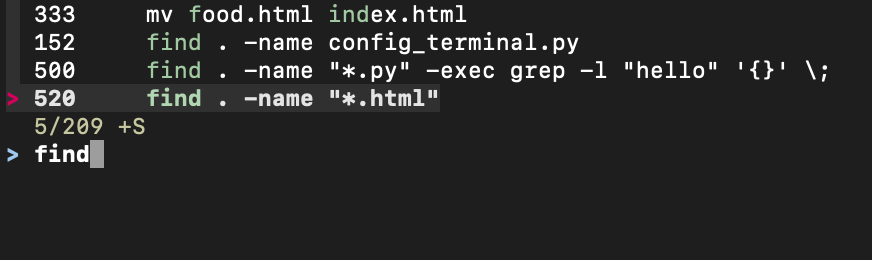 333 mv food.html index.html
152 find . -name config_terminal.py
500 find . -name "*.py" -exec grep -l "hello" '{}' \;
> 520 find . -name "*.html"
5/209 +S
> find